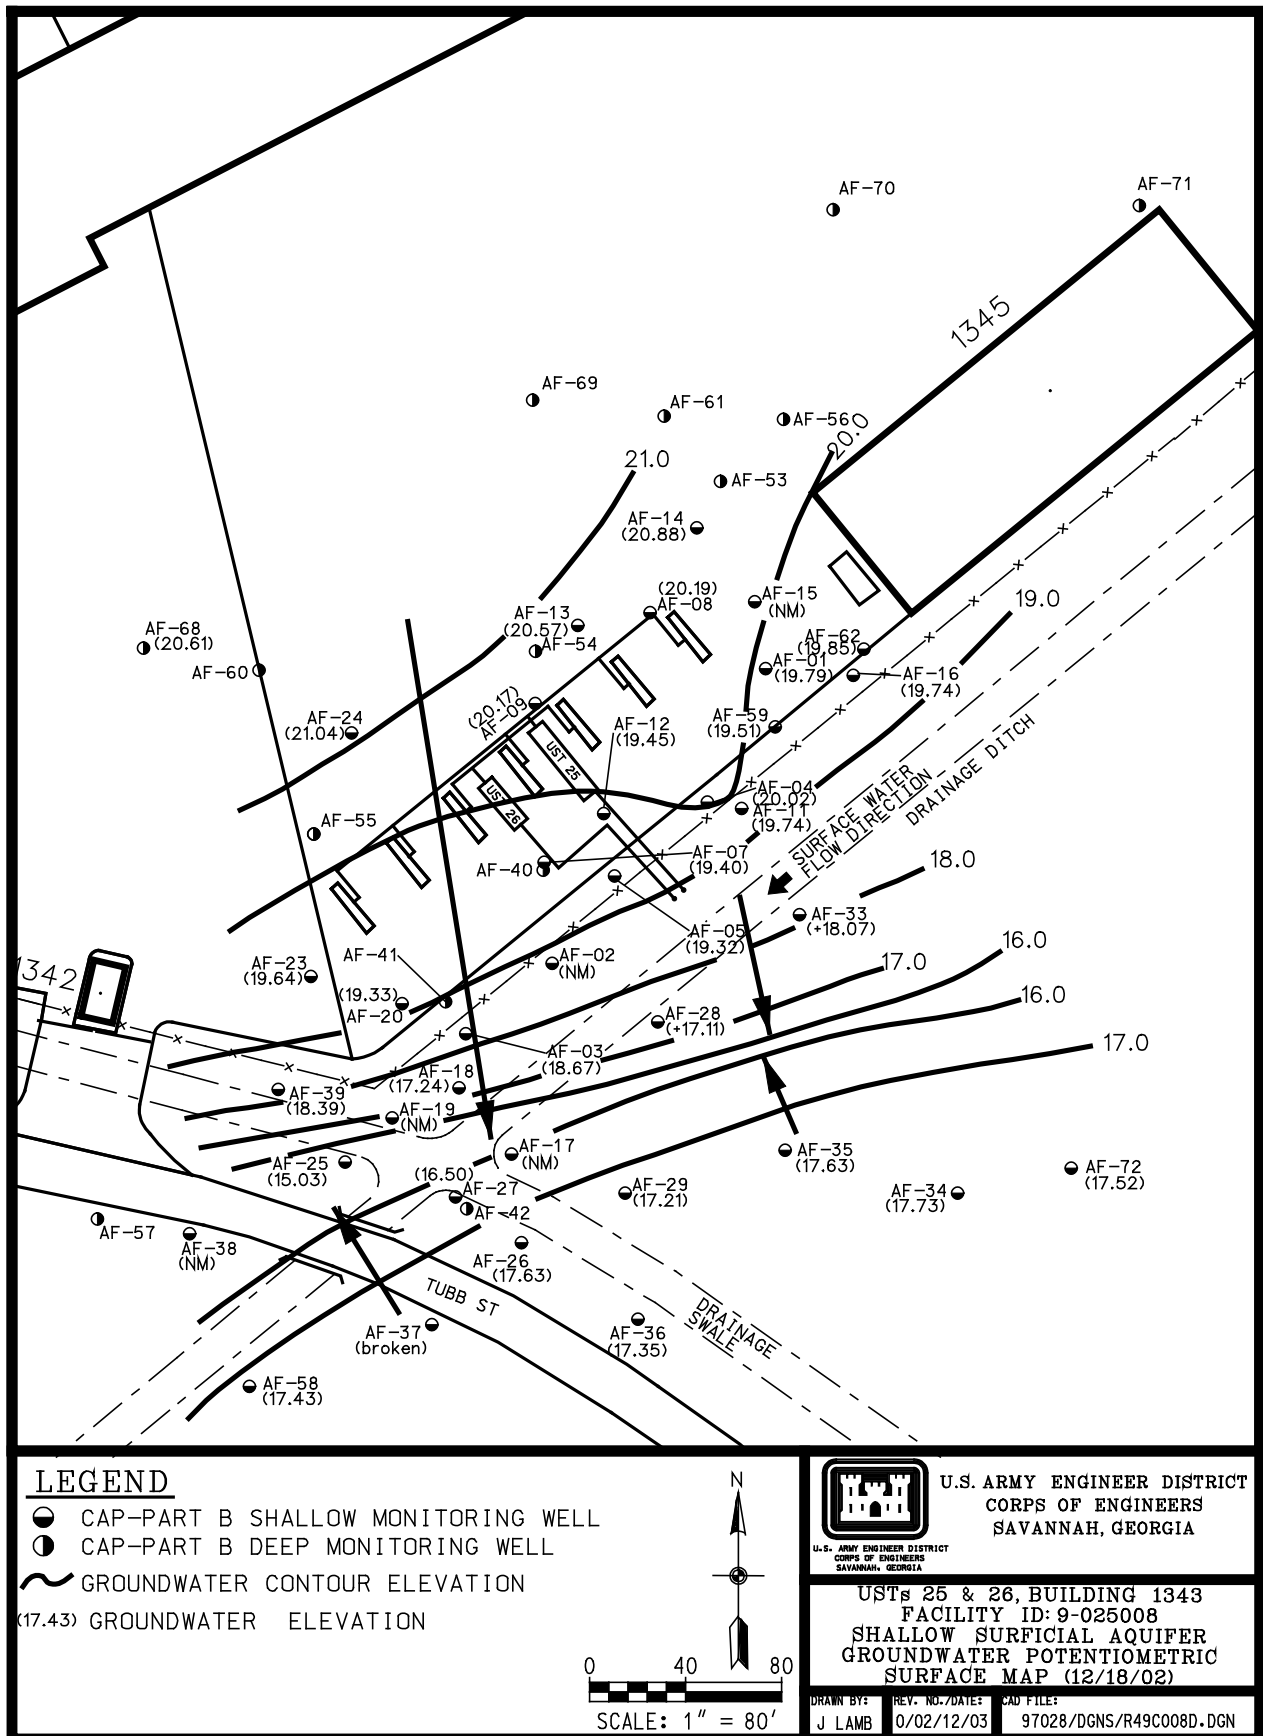 AF-70
AF-71
1345
AF-69
AF-61
AF-56
20.0
21.0
AF-53
AF-14
(20.88)
(20.19)
AF-08
AF-15
(NM)
19.0
AF-13
(20.57)
AF-54
AF-68
(20.61)
AF-60
AF-62
(19.85)
AF-01
(19.79)
AF-16
(19.74)
AF-24
(21.04)
(20.17)
AF-09
AF-12
(19.45)
AF-59
(19.51)
UST 25
UST 26
AF-04
(20.02)
AF-11
(19.74)
SURFACE WATER
FLOW DIRECTION
DRAINAGE DITCH
AF-55
AF-40
AF-07
(19.40)
18.0
AF-33
(+18.07)
AF-05
(19.32)
16.0
17.0
1342
AF-23
(19.64)
AF-41
AF-02
(NM)
(19.33)
AF-20
16.0
AF-28
(+17.11)
17.0
AF-03
(18.67)
AF-18
(17.24)
AF-39
(18.39)
AF-19
(NM)
AF-17
(NM)
AF-35
(17.63)
AF-72
(17.52)
AF-25
(15.03)
(16.50)
AF-27
AF-42
AF-29
(17.21)
AF-34
(17.73)
AF-57
AF-38
(NM)
AF-26
(17.63)
TUBB ST
DRAINAGE
SWALE
AF-37
(broken)
AF-36
(17.35)
AF-58
(17.43)
LEGEND
CAP-PART B SHALLOW MONITORING WELL
CAP-PART B DEEP MONITORING WELL
GROUNDWATER CONTOUR ELEVATION
(17.43) GROUNDWATER ELEVATION
N
0 40 80
SCALE: 1" = 80'
U.S. ARMY ENGINEER DISTRICT
CORPS OF ENGINEERS
SAVANNAH, GEORGIA
U.S. ARMY ENGINEER DISTRICT
CORPS OF ENGINEERS
SAVANNAH, GEORGIA
USTs 25 & 26, BUILDING 1343
FACILITY ID: 9-025008
SHALLOW SURFICIAL AQUIFER
GROUNDWATER POTENTIOMETRIC
SURFACE MAP (12/18/02)
DRAWN BY:
J LAMB
REV. NO./DATE:
0/02/12/03
CAD FILE:
97028/DGNS/R49C008D.DGN